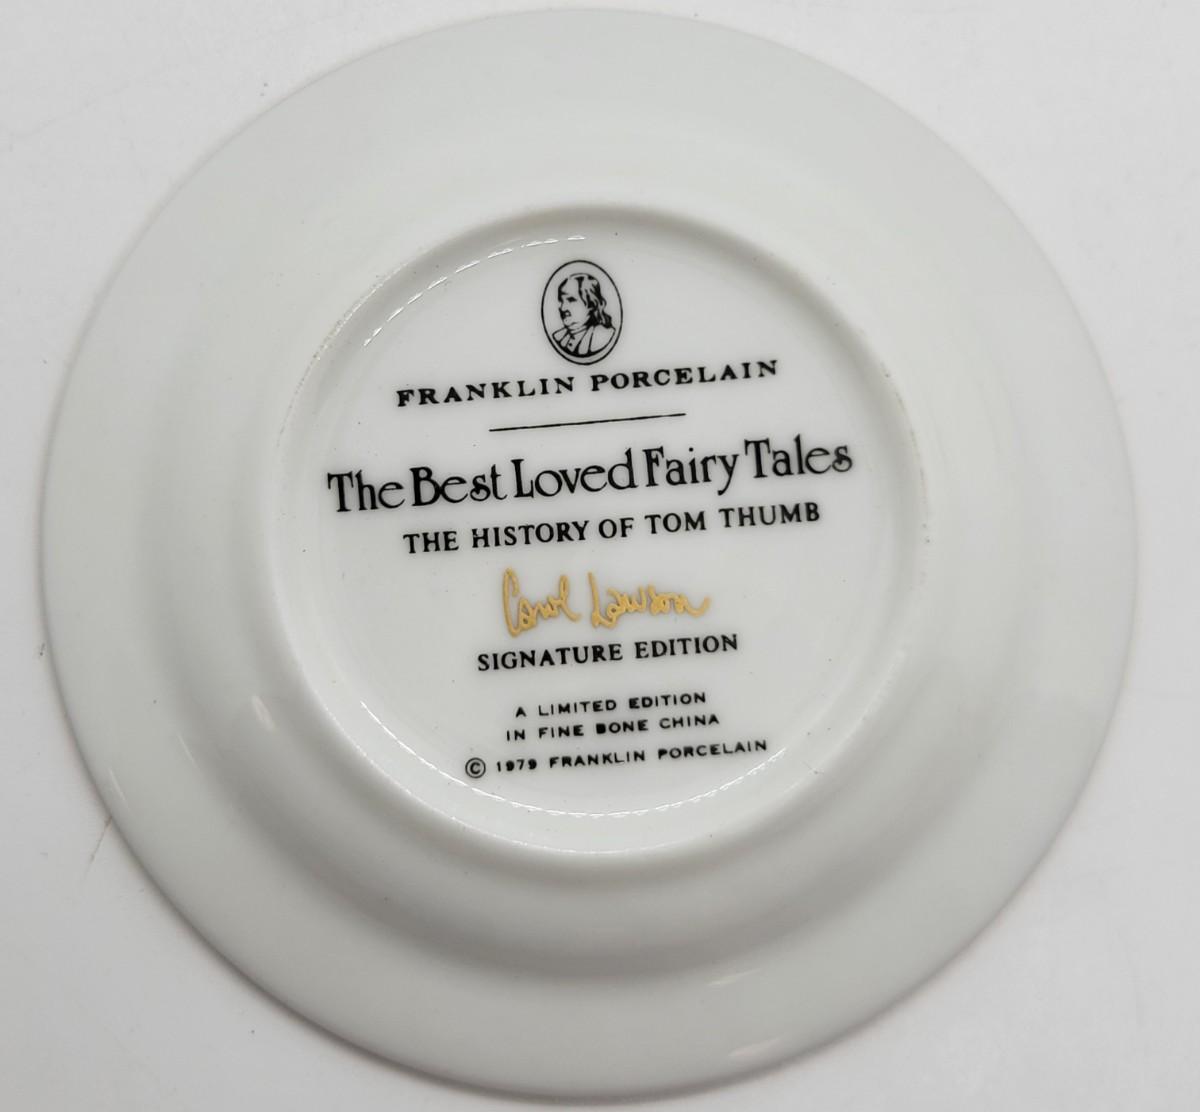 FRANKLIN PORCELAIN
The Best Loved Fairy Tales
THE HISTORY OF TOM THUMB
Carol Lawson
SIGNATURE EDITION
A LIMITED EDITION
IN FINE BONE CHINA
© 1979 FRANKLIN PORCELAIN